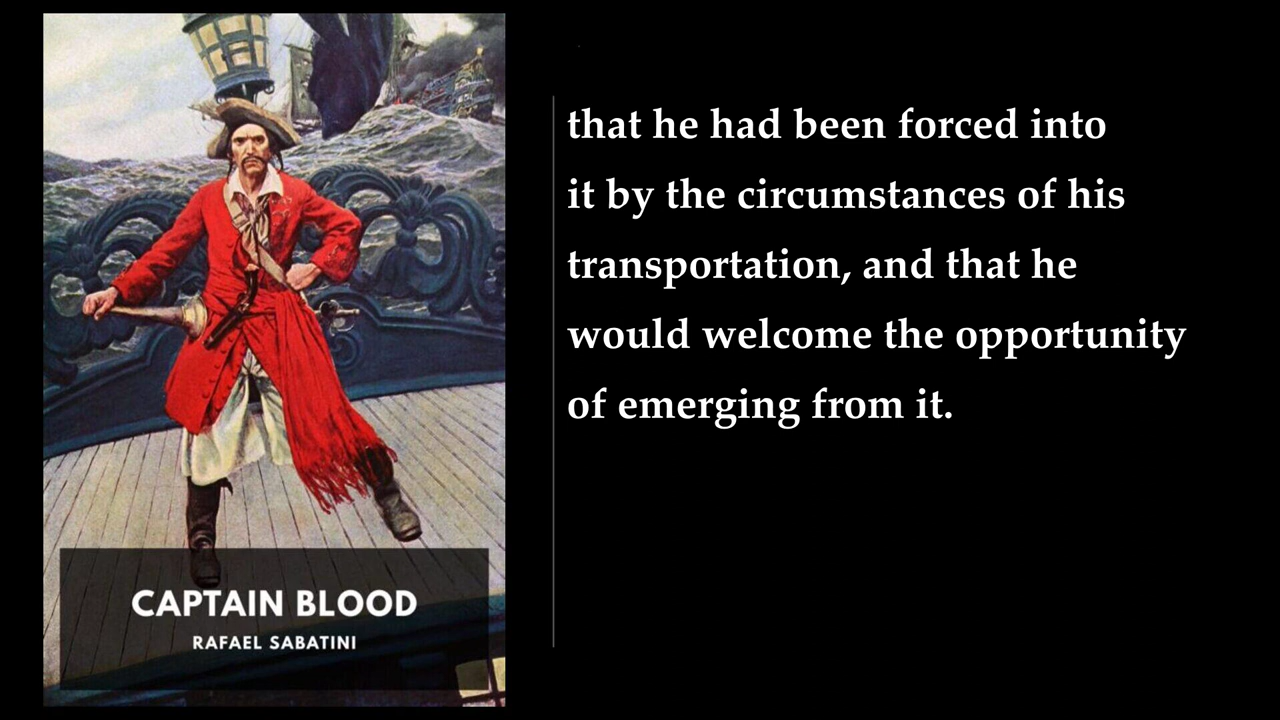 that he had been forced into
it by the circumstances of his
transportation, and that he
would welcome the opportunity
of emerging from it.
CAPTAIN BLOOD
RAFAEL SABATINI